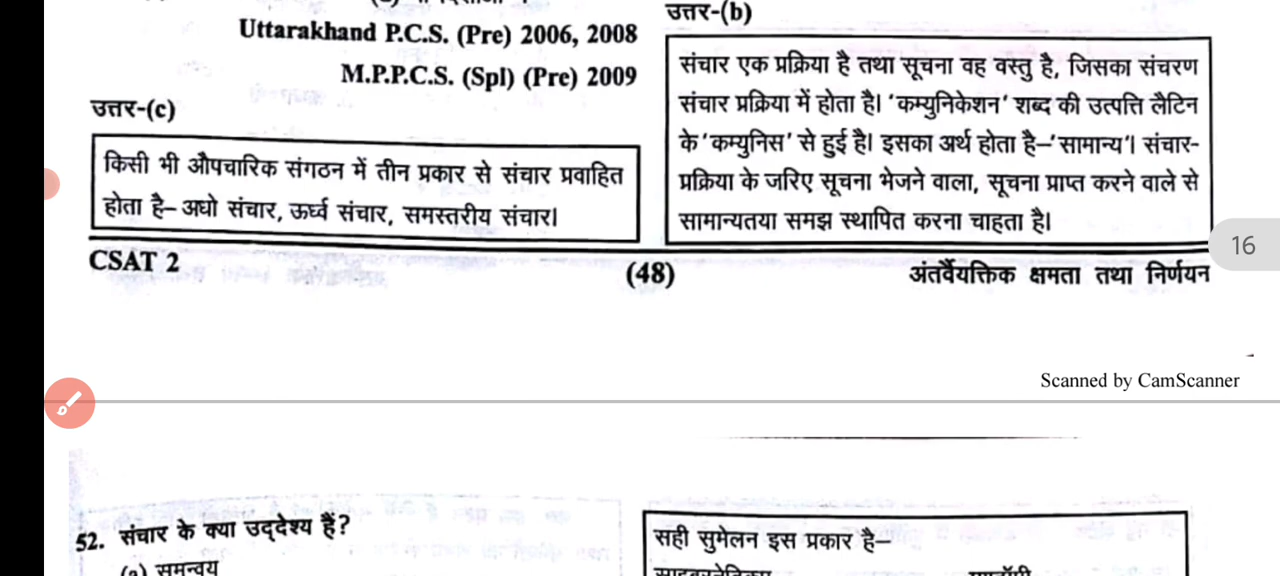 Uttarakhand P.C.S. (Pre) 2006, 2008
M.P.P.C.S. (Spl) (Pre) 2009
उत्तर-(c)
किसी भी औपचारिक संगठन में तीन प्रकार से संचार प्रवाहित
होता है– अधो संचार, ऊर्ध्व संचार, समस्तरीय संचार।
उत्तर-(b)
संचार एक प्रक्रिया है तथा सूचना वह वस्तु है, जिसका संचरण
संचार प्रक्रिया में होता है। 'कम्युनिकेशन' शब्द की उत्पत्ति लैटिन
के 'कम्युनिस' से हुई है। इसका अर्थ होता है–'सामान्य'। संचार-
प्रक्रिया के जरिए सूचना भेजने वाला, सूचना प्राप्त करने वाले से
सामान्यतया समझ स्थापित करना चाहता है।
CSAT 2 (48) अंतर्वैयक्तिक क्षमता तथा निर्णयन
16
Scanned by CamScanner
52. संचार के क्या उद्देश्य हैं?
(a) समन्वय
सही सुमेलन इस प्रकार है–